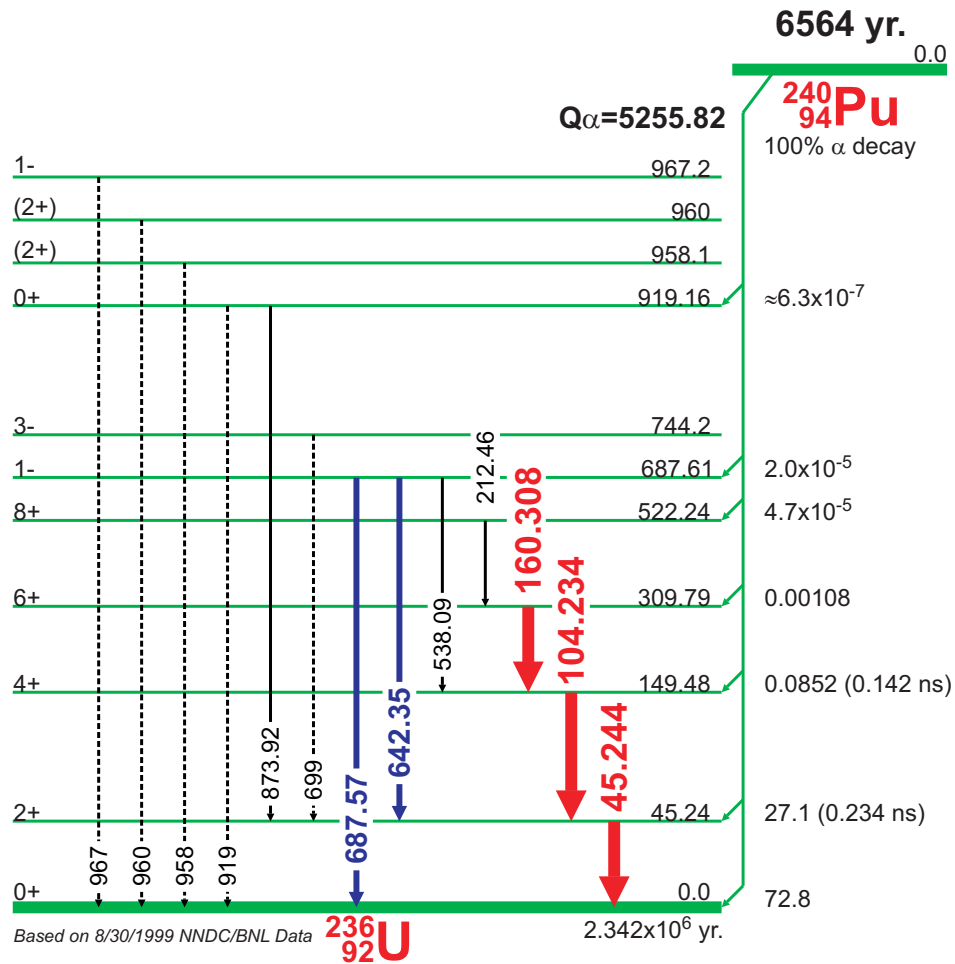 6564 yr.
0.0
240
94Pu
Qα=5255.82
100% α decay
1- 967.2
(2+) 960
(2+) 958.1
0+ 919.16 ≈6.3x10-7
3- 744.2
1- 687.61 2.0x10-5
8+ 522.24 4.7x10-5
6+ 309.79 0.00108
4+ 149.48 0.0852 (0.142 ns)
2+ 45.24 27.1 (0.234 ns)
0+ 0.0 72.8
967
960
958
919
873.92
699
687.57
642.35
538.09
212.46
160.308
104.234
45.244
Based on 8/30/1999 NNDC/BNL Data
236
92U
2.342x106 yr.